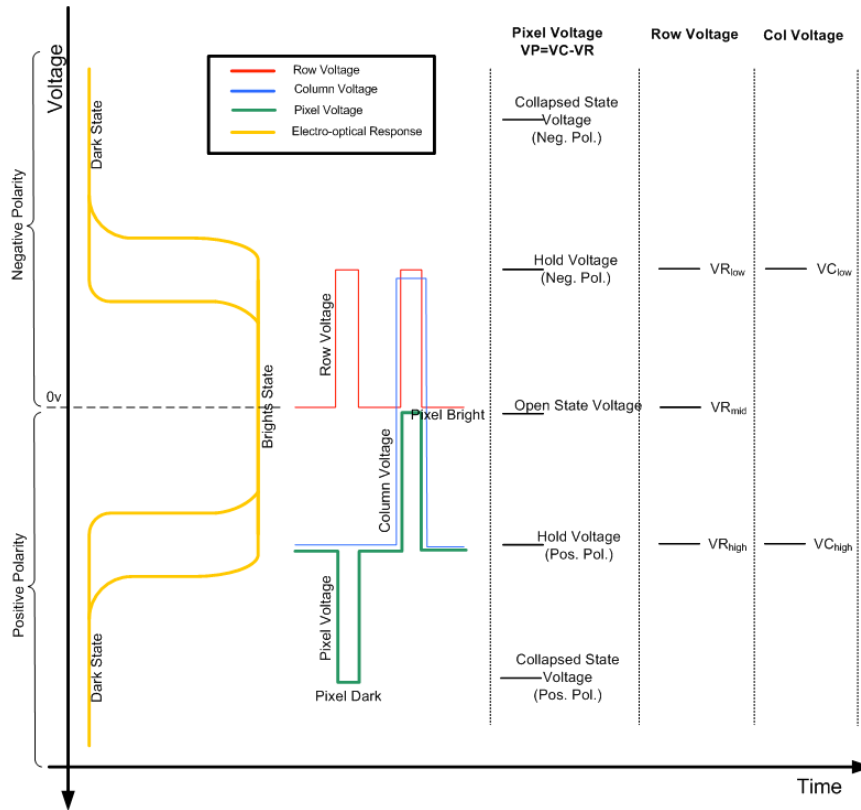 Pixel Voltage
VP=VC-VR
Row Voltage
Col Voltage
Voltage
Row Voltage
Column Voltage
Pixel Voltage
Electro-optical Response
Dark State
Negative Polarity
Collapsed State
Voltage
(Neg. Pol.)
Hold Voltage
(Neg. Pol.)
VRlow
VClow
Row Voltage
0v
Brights State
Pixel Bright
Open State Voltage
VRmid
Column Voltage
Hold Voltage
(Pos. Pol.)
VRhigh
VChigh
Positive Polarity
Pixel Voltage
Dark State
Pixel Dark
Collapsed State
Voltage
(Pos. Pol.)
Time